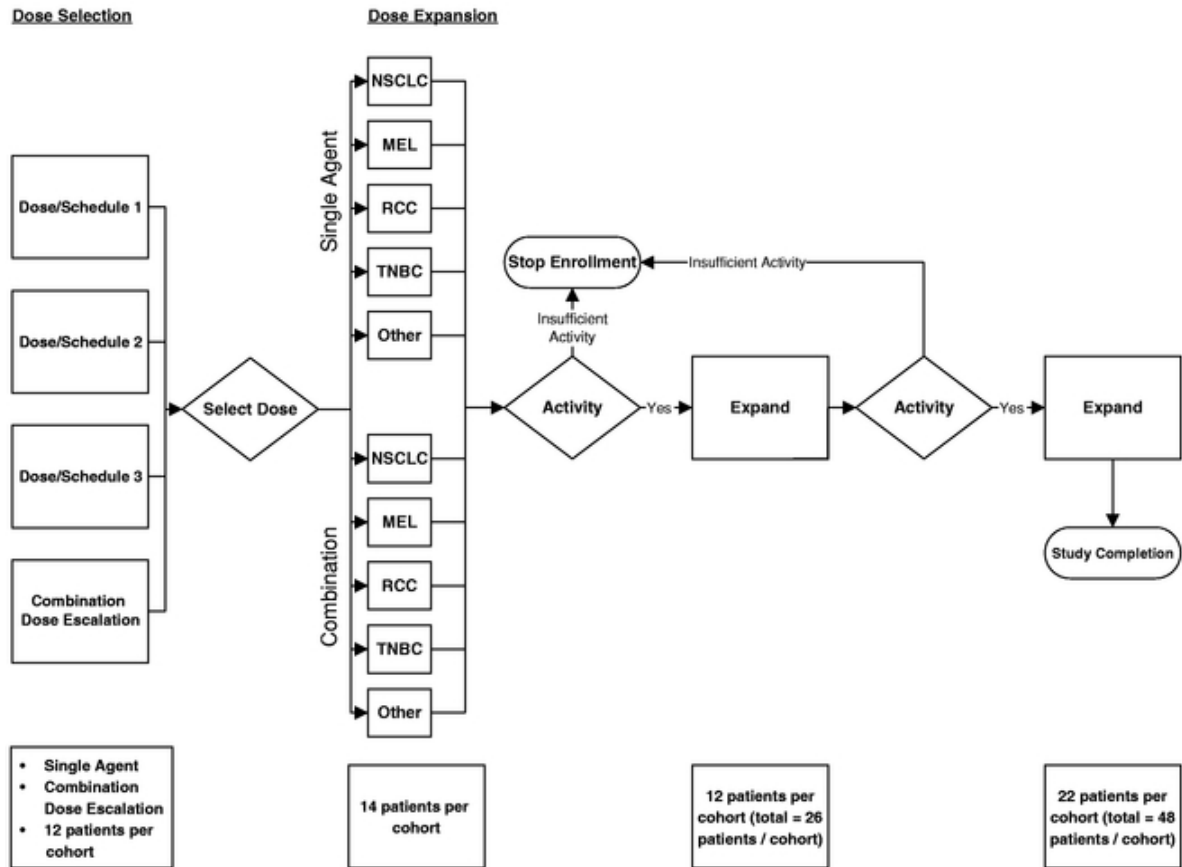 Dose Selection
Dose Expansion
Dose/Schedule 1
Dose/Schedule 2
Dose/Schedule 3
Combination
Dose Escalation
Select Dose
Single Agent
NSCLC
MEL
RCC
TNBC
Other
Combination
NSCLC
MEL
RCC
TNBC
Other
Stop Enrollment
Insufficient Activity
Insufficient
Activity
Activity
Yes
Expand
Activity
Yes
Expand
Study Completion
• Single Agent
• Combination
Dose Escalation
• 12 patients per
cohort
14 patients per
cohort
12 patients per
cohort (total = 26
patients / cohort)
22 patients per
cohort (total = 48
patients / cohort)